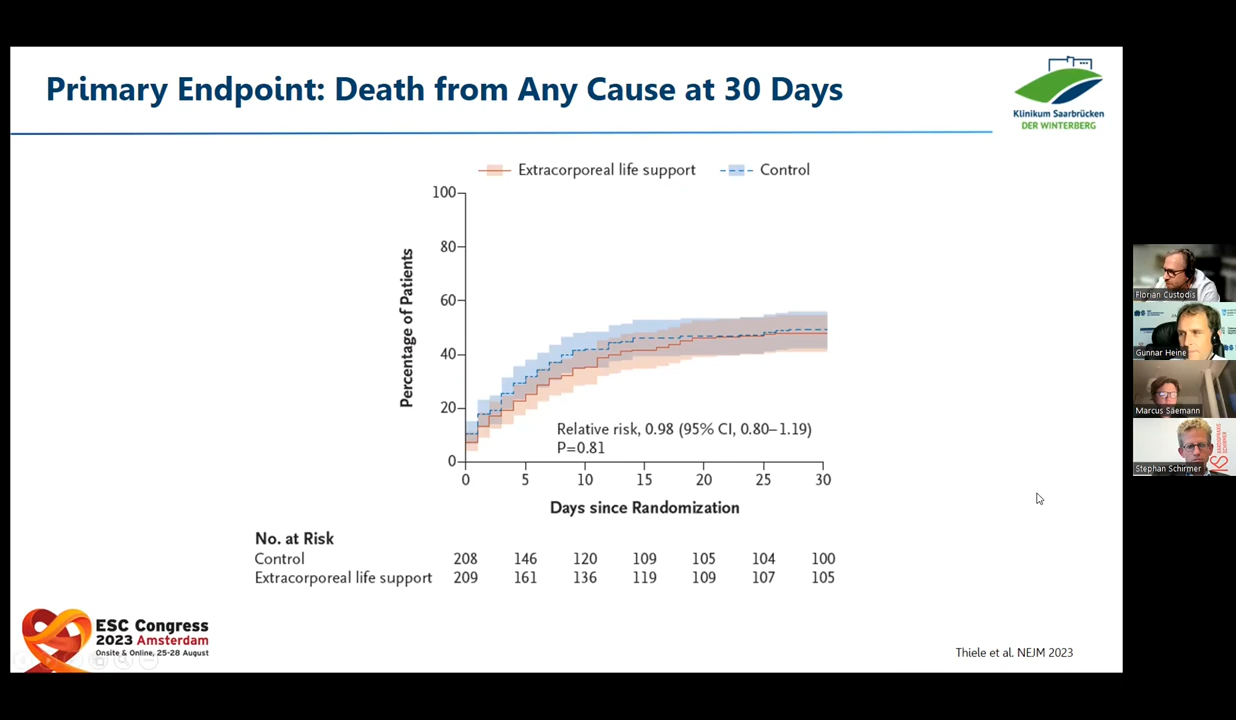 Primary Endpoint: Death from Any Cause at 30 Days
Klinikum Saarbrücken
DER WINTERBERG
Extracorporeal life support Control
100
80
60
40
20
0
Percentage of Patients
Relative risk, 0.98 (95% CI, 0.80–1.19)
P=0.81
0 5 10 15 20 25 30
Days since Randomization
No. at Risk
Control 208 146 120 109 105 104 100
Extracorporeal life support 209 161 136 119 109 107 105
ESC Congress
2023 Amsterdam
Onsite & Online, 25-28 August
Thiele et al. NEJM 2023
Florian Custodis
Gunnar Heine
Marcus Säemann
Stephan Schirmer
KARDIOPRAXIS
SCHIRMER
KS